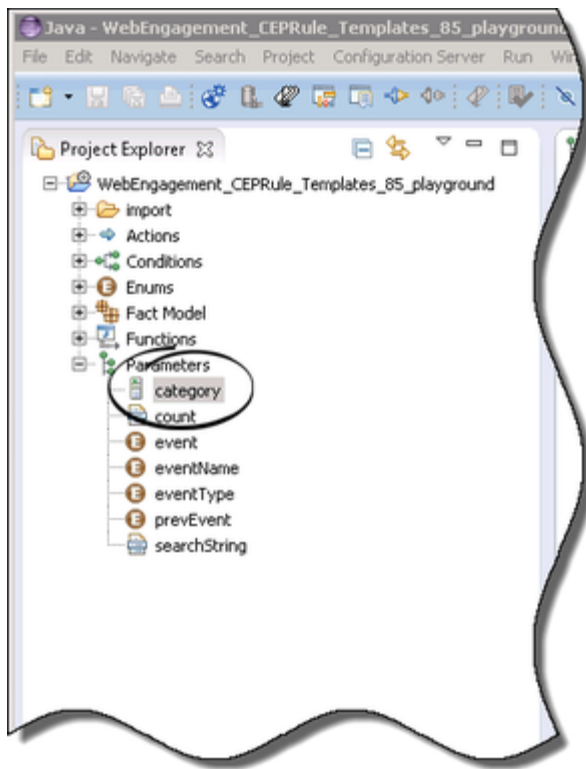 Java - WebEngagement_CEPRule_Templates_85_playground
File Edit Navigate Search Project Configuration Server Run
Project Explorer
WebEngagement_CEPRule_Templates_85_playground
import
Actions
Conditions
Enums
Fact Model
Functions
Parameters
category
count
event
eventName
eventType
prevEvent
searchString